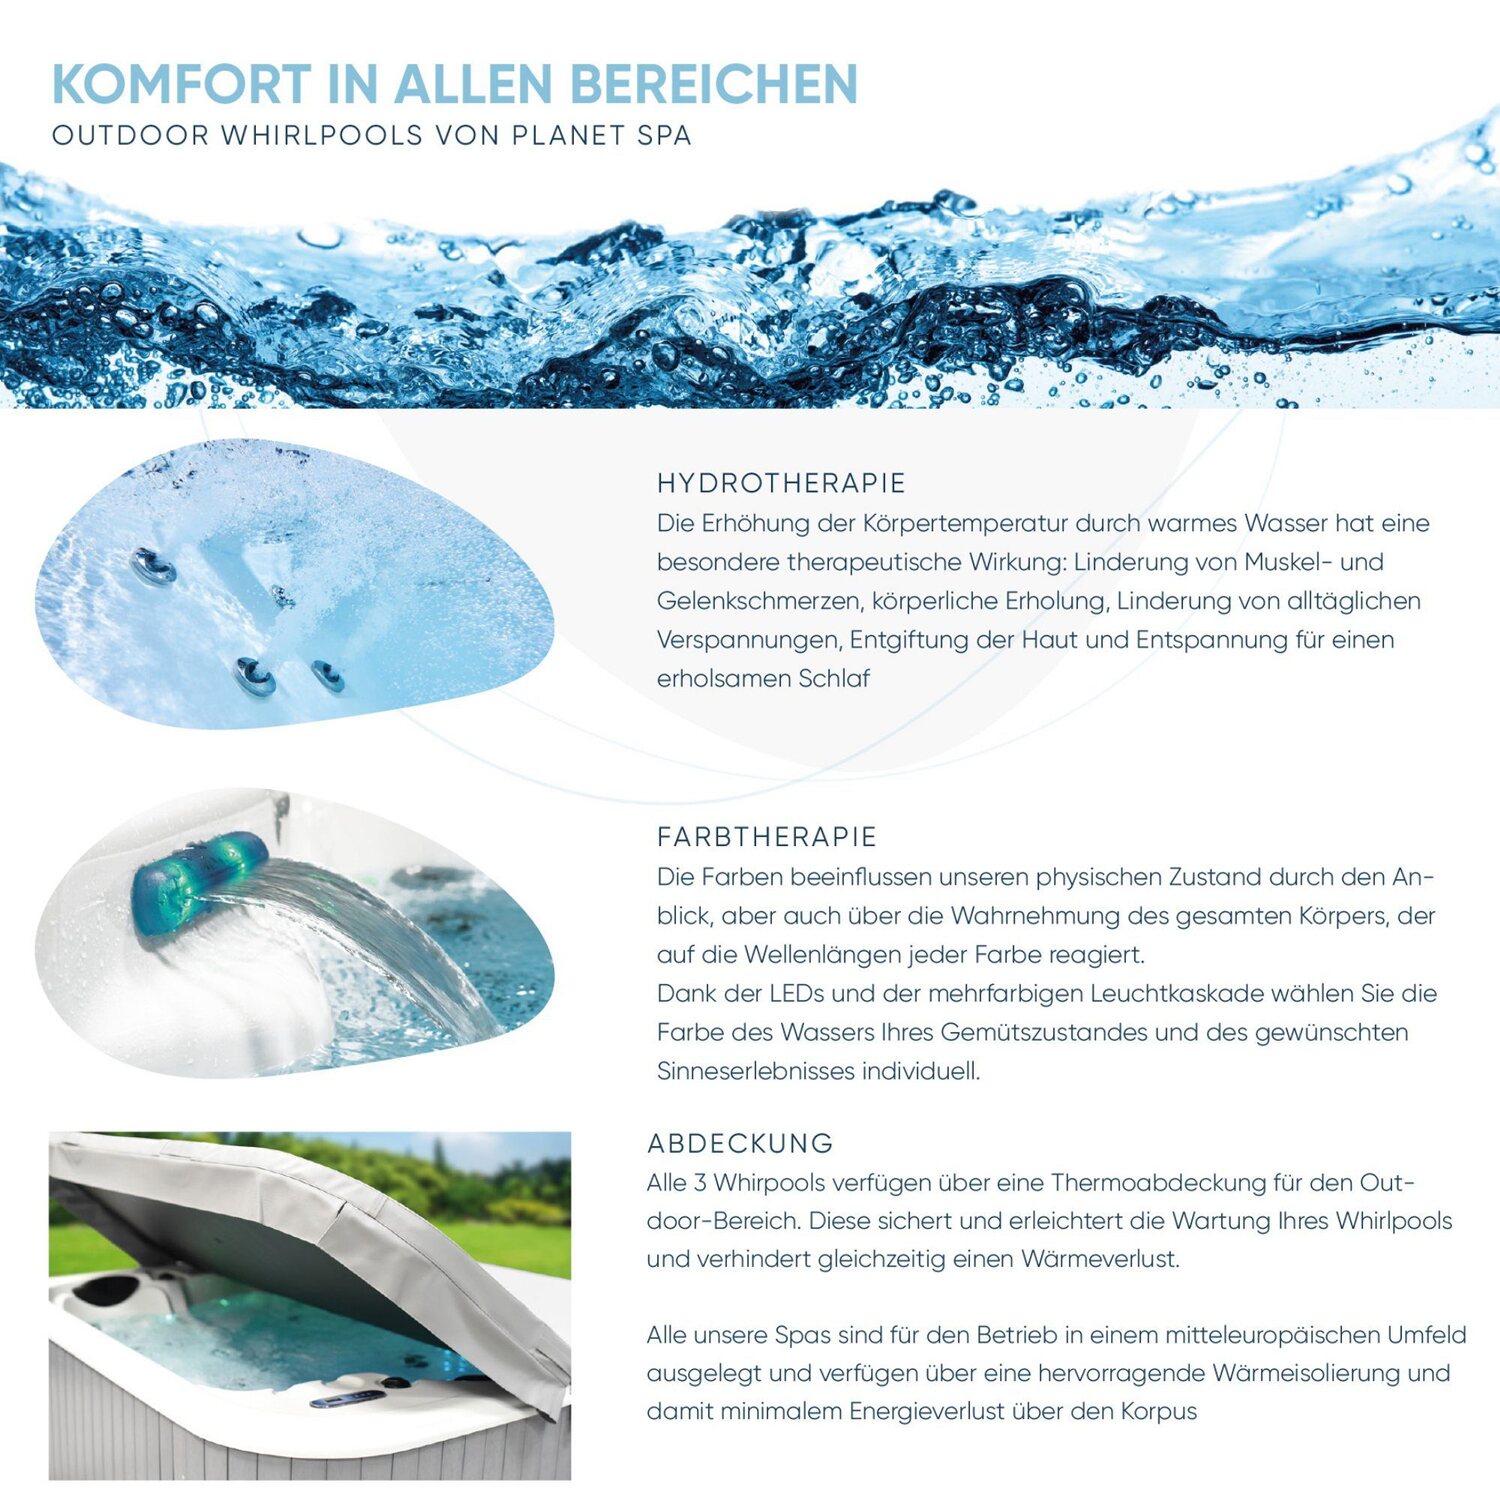 KOMFORT IN ALLEN BEREICHEN
OUTDOOR WHIRLPOOLS VON PLANET SPA
HYDROTHERAPIE
Die Erhöhung der Körpertemperatur durch warmes Wasser hat eine
besondere therapeutische Wirkung: Linderung von Muskel- und
Gelenkschmerzen, körperliche Erholung, Linderung von alltäglichen
Verspannungen, Entgiftung der Haut und Entspannung für einen
erholsamen Schlaf
FARBTHERAPIE
Die Farben beeinflussen unseren physischen Zustand durch den An-
blick, aber auch über die Wahrnehmung des gesamten Körpers, der
auf die Wellenlängen jeder Farbe reagiert.
Dank der LEDs und der mehrfarbigen Leuchtkaskade wählen Sie die
Farbe des Wassers Ihres Gemütszustandes und des gewünschten
Sinneserlebnisses individuell.
ABDECKUNG
Alle 3 Whirpools verfügen über eine Thermoabdeckung für den Out-
door-Bereich. Diese sichert und erleichtert die Wartung Ihres Whirlpools
und verhindert gleichzeitig einen Wärmeverlust.
Alle unsere Spas sind für den Betrieb in einem mitteleuropäischen Umfeld
ausgelegt und verfügen über eine hervorragende Wärmeisolierung und
damit minimalem Energieverlust über den Korpus